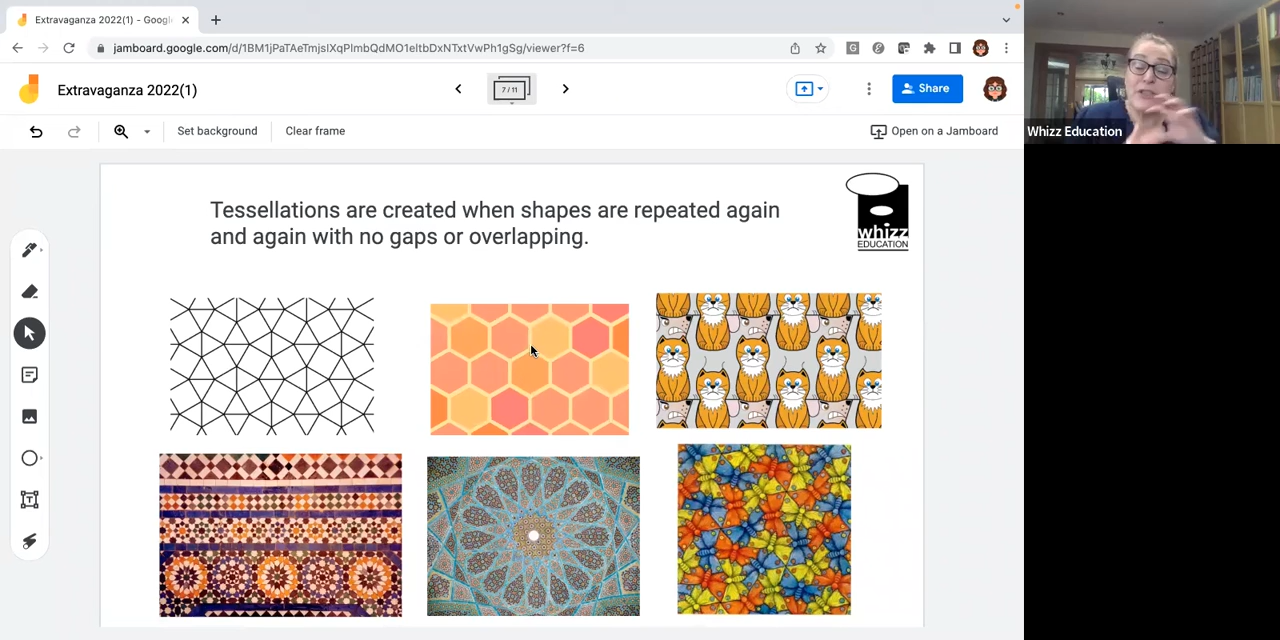 Extravaganza 2022(1) - Googl
jamboard.google.com/d/1BM1jPaTAeTmjsIXqPlmbQdMO1eltbDxNTxtVwPh1gSg/viewer?f=6
Extravaganza 2022(1)
7 / 11
Share
Set background
Clear frame
Open on a Jamboard
Whizz Education
Tessellations are created when shapes are repeated again
and again with no gaps or overlapping.
whizz
EDUCATION